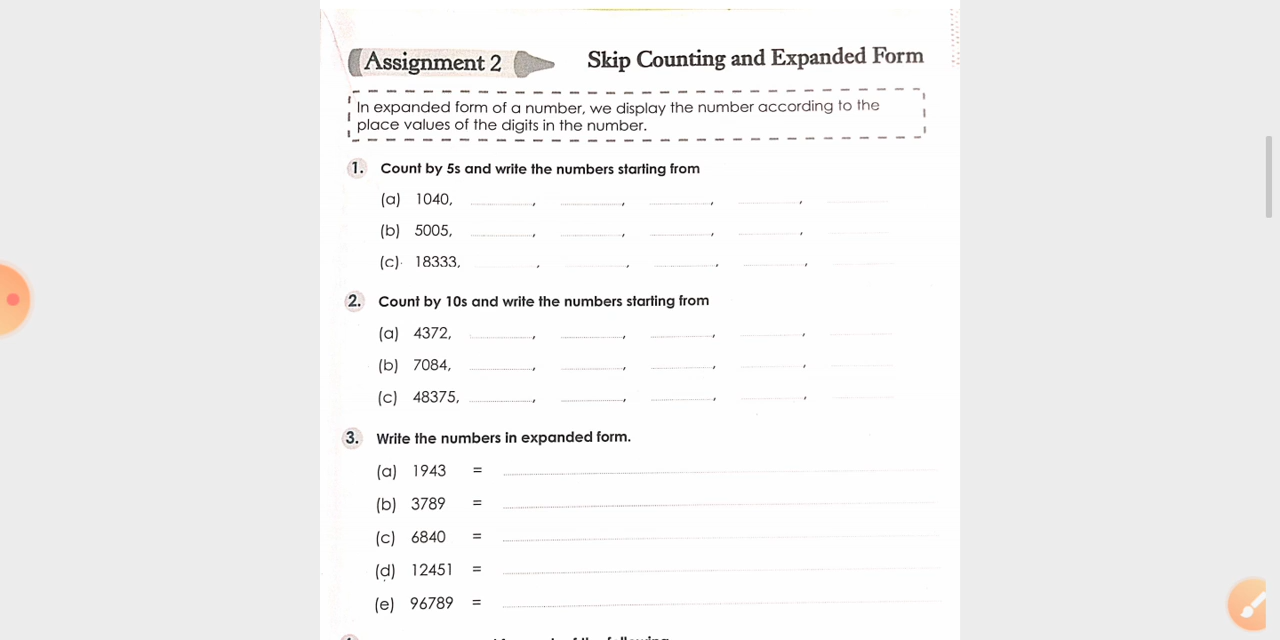 Assignment 2
Skip Counting and Expanded Form
In expanded form of a number, we display the number according to the
place values of the digits in the number.
1. Count by 5s and write the numbers starting from
(a) 1040, ............, ............, ............, ............, ............
(b) 5005, ............, ............, ............, ............, ............
(c) 18333, ............, ............, ............, ............, ............
2. Count by 10s and write the numbers starting from
(a) 4372, ............, ............, ............, ............, ............
(b) 7084, ............, ............, ............, ............, ............
(c) 48375, ............, ............, ............, ............, ............
3. Write the numbers in expanded form.
(a) 1943 = ............
(b) 3789 = ............
(c) 6840 = ............
(d) 12451 = ............
(e) 96789 = ............